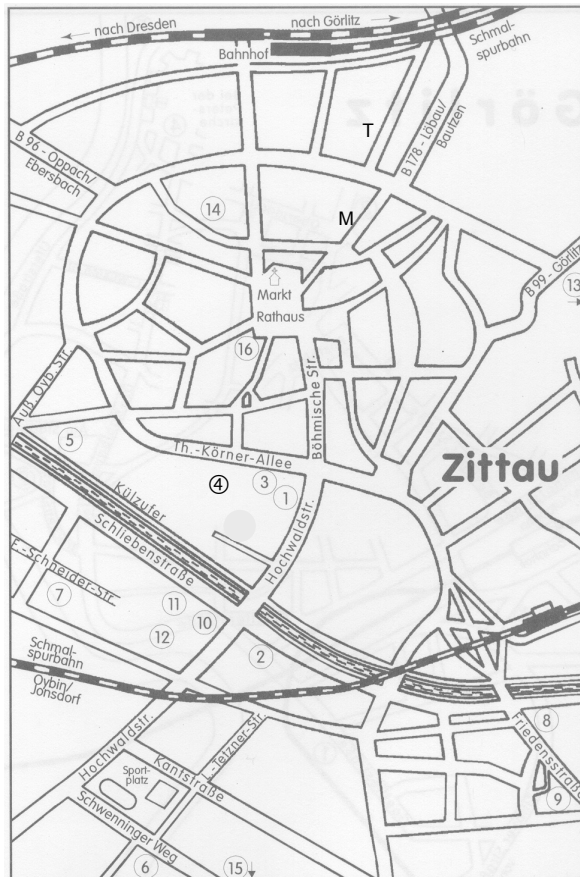 nach Dresden
nach Görlitz
Schmal-
spurbahn
Bahnhof
T
B 178 - Löbau/
Bautzen
B 96 - Oppach/
Ebersbach
14
M
B 99 - Görlitz
13
Markt
Rathaus
16
Böhmische Str.
Auß. Oyb. Str.
5
Th.-Körner-Allee
Zittau
3
4
1
Külzufer
Schliebenstraße
Hochwaldstr.
E.-Schneider-Str.
7
11
10
12
2
Schmal-
spurbahn
Oybin/
Jonsdorf
8
Friedensstraße
9
Hochwaldstr.
-Tetzner-Str.
Kantstraße
Sport-
platz
Schwenninger Weg
6
15